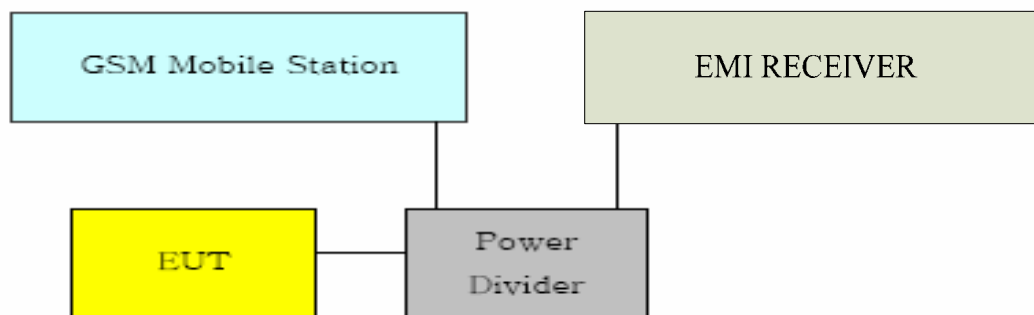 GSM Mobile Station
EMI RECEIVER
EUT
Power
Divider